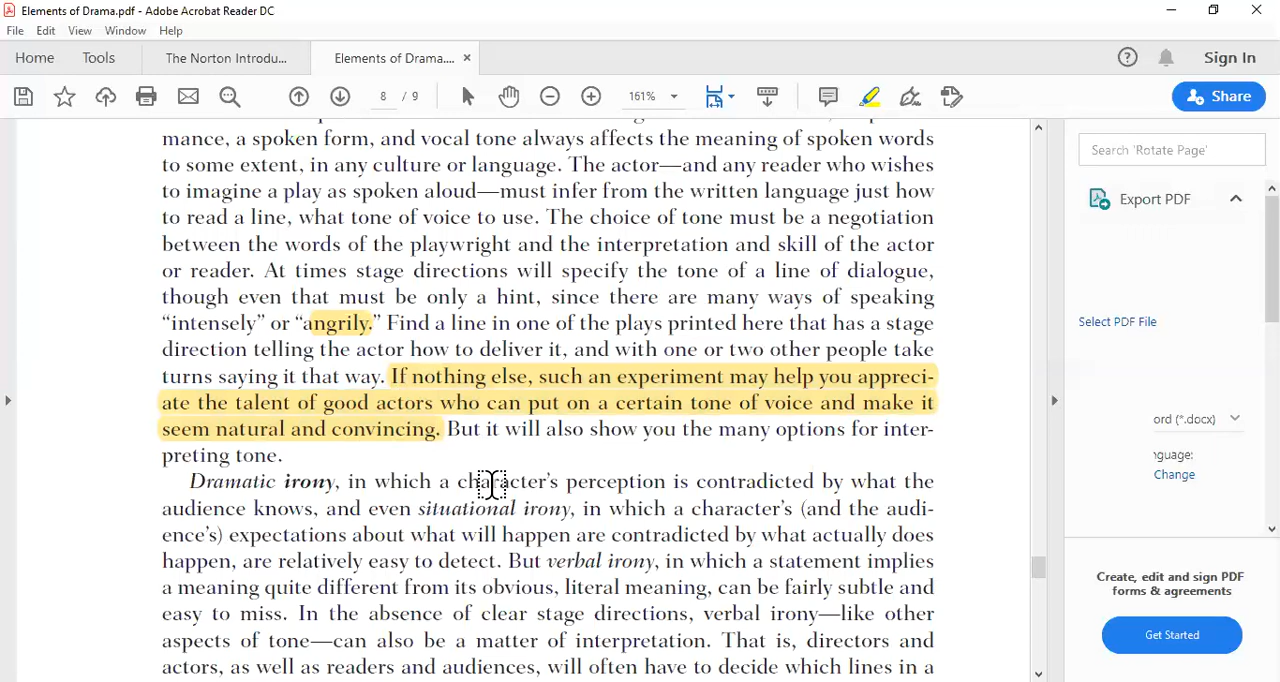 Elements of Drama.pdf - Adobe Acrobat Reader DC
File Edit View Window Help
Home Tools The Norton Introdu... Elements of Drama.... × Sign In
8 / 9 161% Share
mance, a spoken form, and vocal tone always affects the meaning of spoken words
to some extent, in any culture or language. The actor—and any reader who wishes
to imagine a play as spoken aloud—must infer from the written language just how
to read a line, what tone of voice to use. The choice of tone must be a negotiation
between the words of the playwright and the interpretation and skill of the actor
or reader. At times stage directions will specify the tone of a line of dialogue,
though even that must be only a hint, since there are many ways of speaking
“intensely” or “angrily.” Find a line in one of the plays printed here that has a stage
direction telling the actor how to deliver it, and with one or two other people take
turns saying it that way. If nothing else, such an experiment may help you appreci-
ate the talent of good actors who can put on a certain tone of voice and make it
seem natural and convincing. But it will also show you the many options for inter-
preting tone.
Dramatic irony, in which a character’s perception is contradicted by what the
audience knows, and even situational irony, in which a character’s (and the audi-
ence’s) expectations about what will happen are contradicted by what actually does
happen, are relatively easy to detect. But verbal irony, in which a statement implies
a meaning quite different from its obvious, literal meaning, can be fairly subtle and
easy to miss. In the absence of clear stage directions, verbal irony—like other
aspects of tone—can also be a matter of interpretation. That is, directors and
actors, as well as readers and audiences, will often have to decide which lines in a
Search 'Rotate Page'
Export PDF
Select PDF File
ord (*.docx)
nguage:
Change
Create, edit and sign PDF
forms & agreements
Get Started